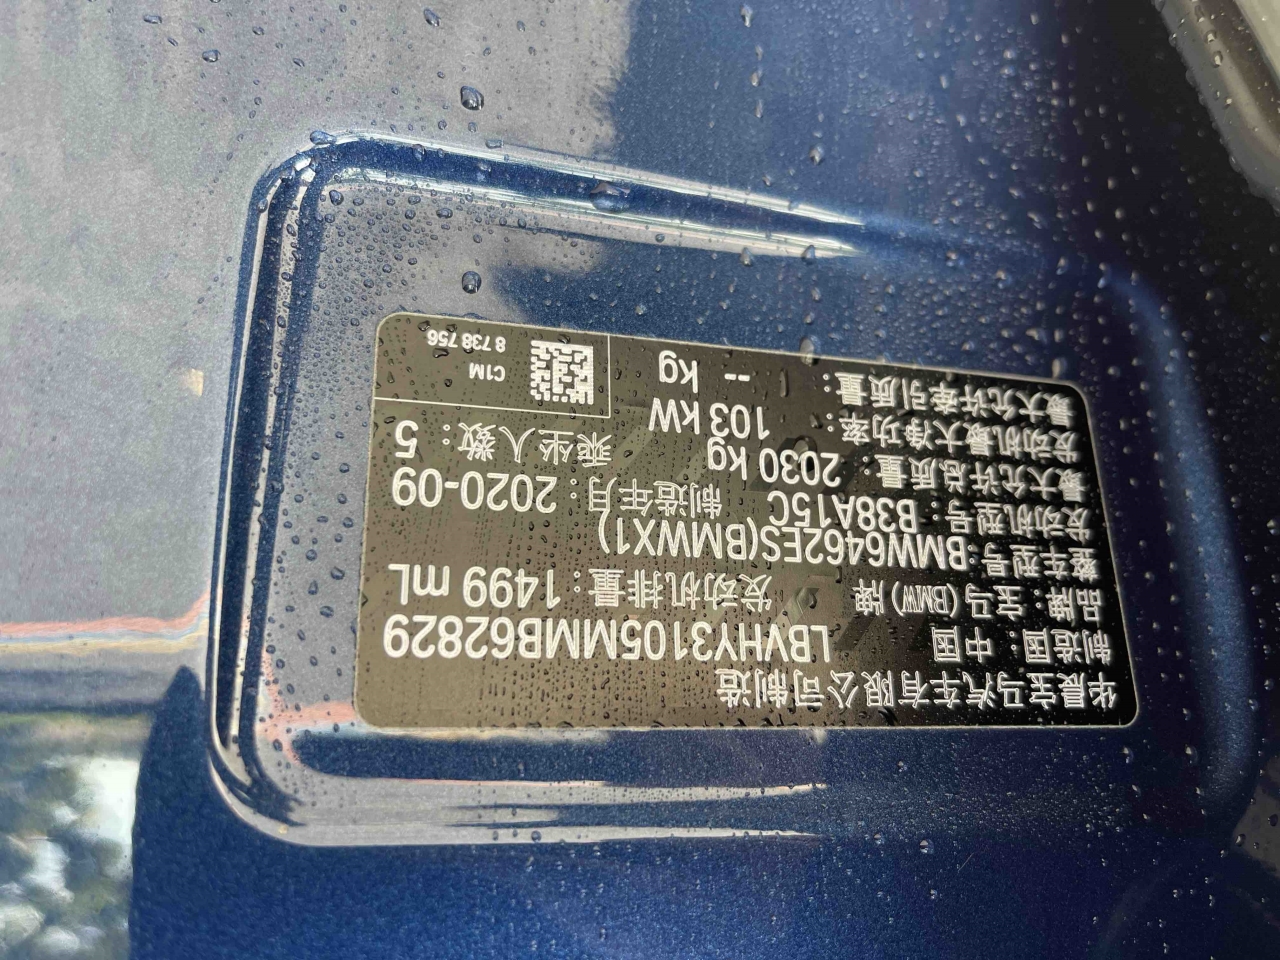 华晨宝马汽车有限公司制造
制造国：中国 LBVHY3105MMB62829
品牌：宝马(BMW)牌 发动机排量：1499 mL
整车型号：BMW6462ES(BMWX1)
发动机型号：B38A15C 制造年月：2020-09
最大允许总质量：2030 kg 乘坐人数：5
发动机最大净功率：103 kW
最大允许牵引质量：-- kg
C1M
8 738 756